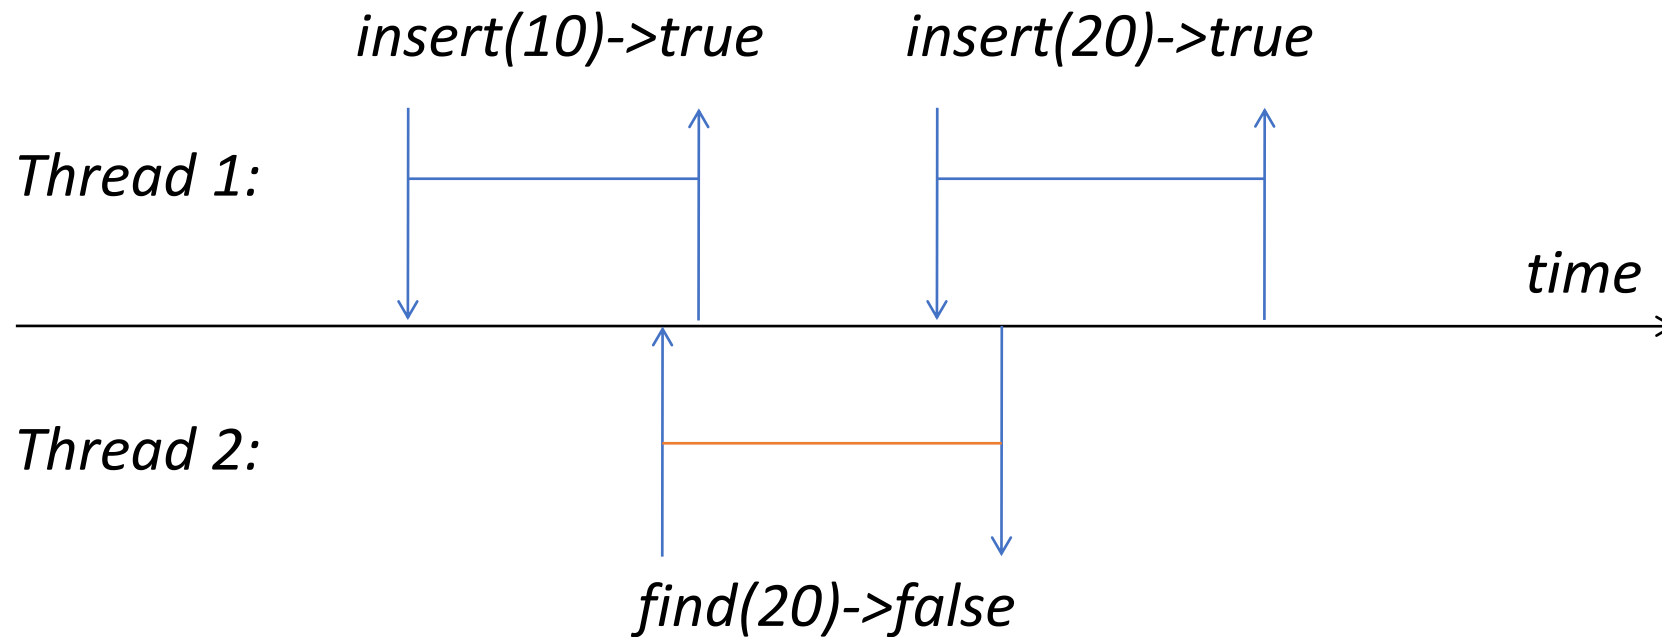 insert(10)->true
insert(20)->true
Thread 1:
time
Thread 2:
find(20)->false